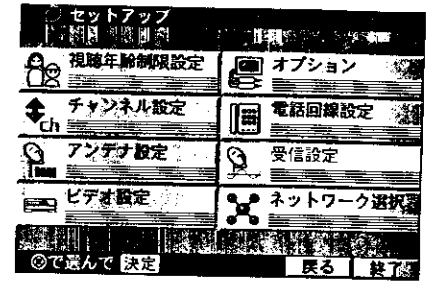 セットアップ
視聴年齢制限設定
オプション
チャンネル設定
電話回線設定
ch
アンテナ設定
受信設定
ビデオ設定
ネットワーク選択
で選んで 決定
戻る 終了